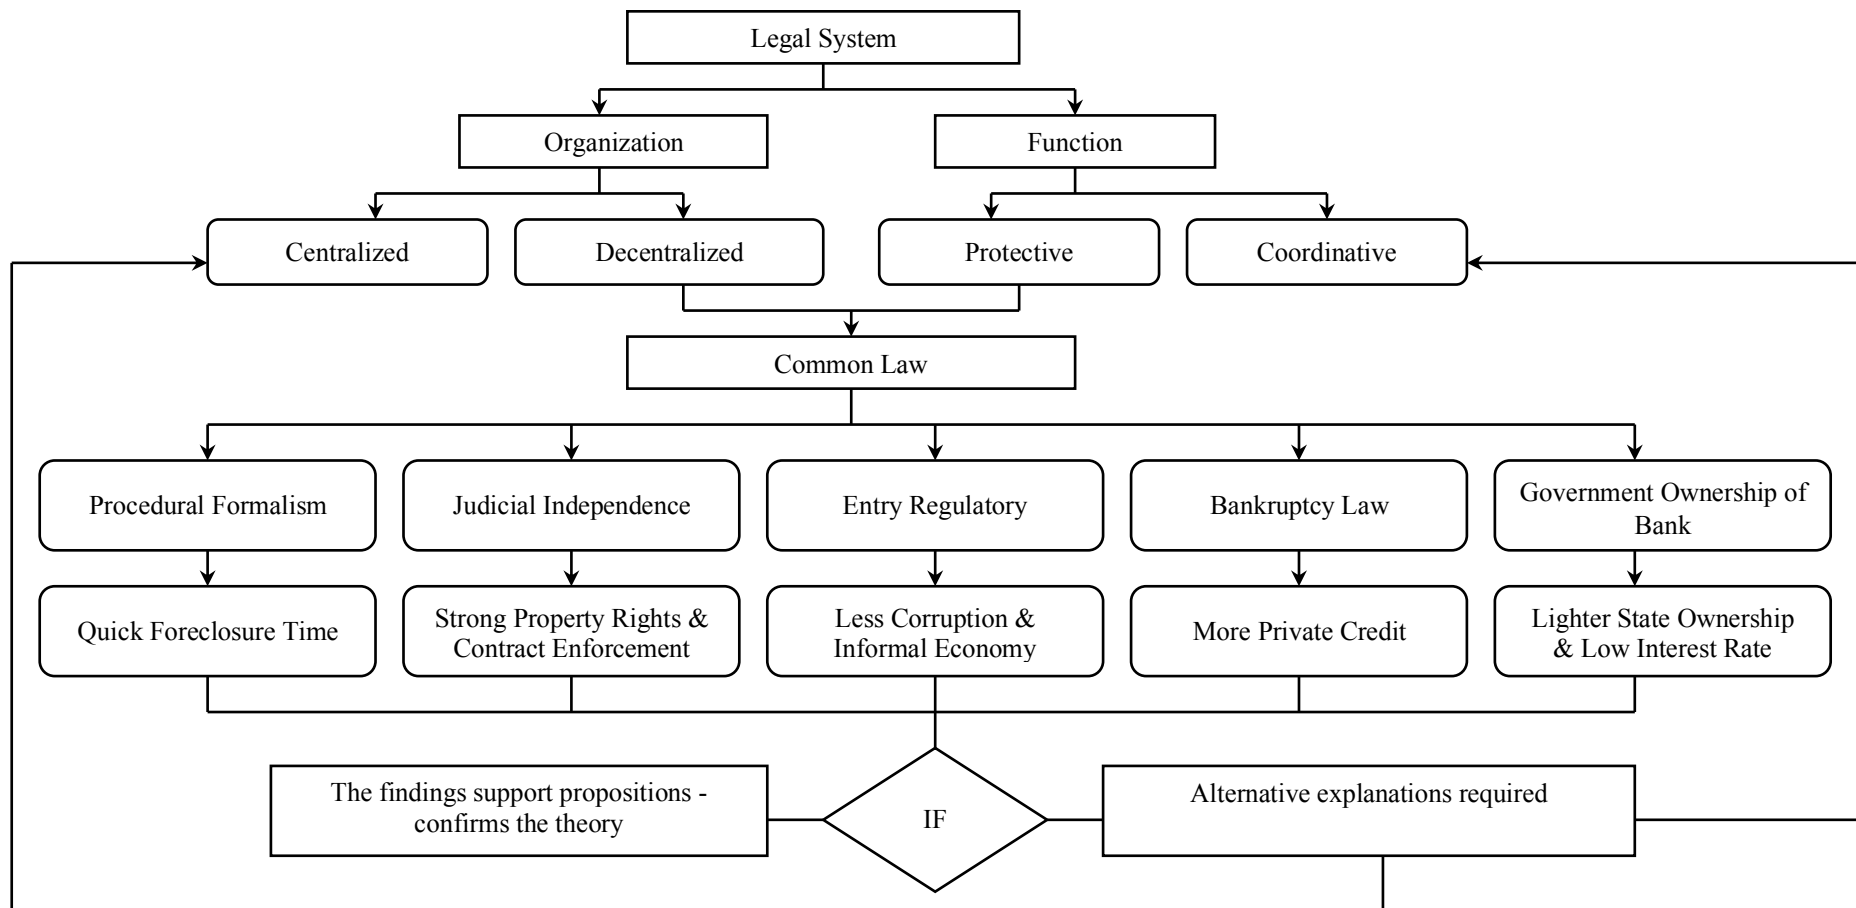 Legal System
Organization
Function
Centralized
Decentralized
Protective
Coordinative
Common Law
Procedural Formalism
Judicial Independence
Entry Regulatory
Bankruptcy Law
Government Ownership of
Bank
Quick Foreclosure Time
Strong Property Rights &
Contract Enforcement
Less Corruption &
Informal Economy
More Private Credit
Lighter State Ownership
& Low Interest Rate
The findings support propositions -
confirms the theory
IF
Alternative explanations required